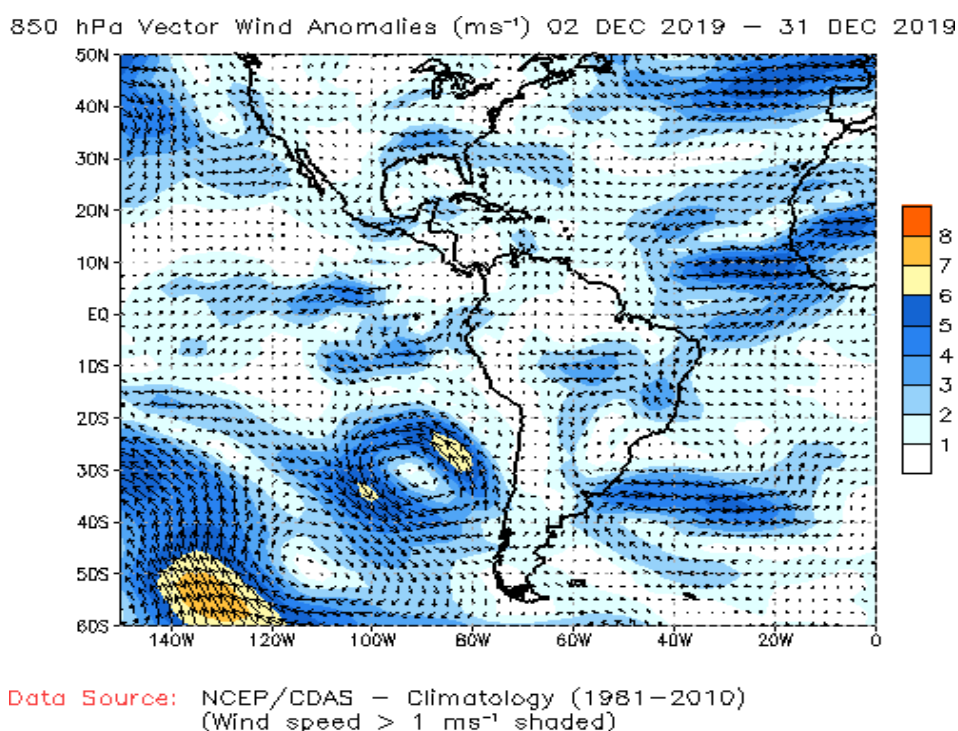 850 hPa Vector Wind Anomalies (ms⁻¹) 02 DEC 2019 – 31 DEC 2019
50N
40N
30N
20N
10N
EQ
10S
20S
30S
40S
50S
60S
140W 120W 100W 80W 60W 40W 20W 0
8
7
6
5
4
3
2
1
Data Source: NCEP/CDAS – Climatology (1981–2010)
(Wind speed > 1 ms⁻¹ shaded)